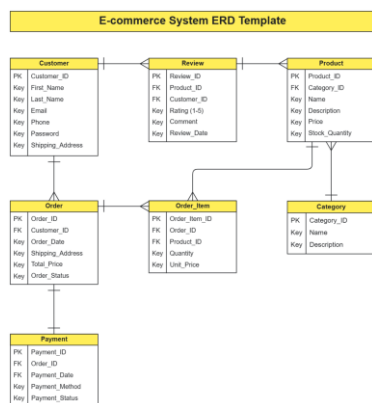 E-commerce System ERD Template
Customer
PK Customer_ID
Key First_Name
Key Last_Name
Key Email
Key Phone
Key Password
Key Shipping_Address
Review
PK Review_ID
FK Product_ID
FK Customer_ID
Key Rating (1-5)
Key Comment
Key Review_Date
Product
PK Product_ID
FK Category_ID
Key Name
Key Description
Key Price
Key Stock_Quantity
Order
PK Order_ID
FK Customer_ID
Key Order_Date
Key Shipping_Address
Key Total_Price
Key Order_Status
Order_Item
PK Order_Item_ID
FK Order_ID
FK Product_ID
Key Quantity
Key Unit_Price
Category
PK Category_ID
Key Name
Key Description
Payment
PK Payment_ID
FK Order_ID
FK Payment_Date
Key Payment_Method
Key Payment_Status